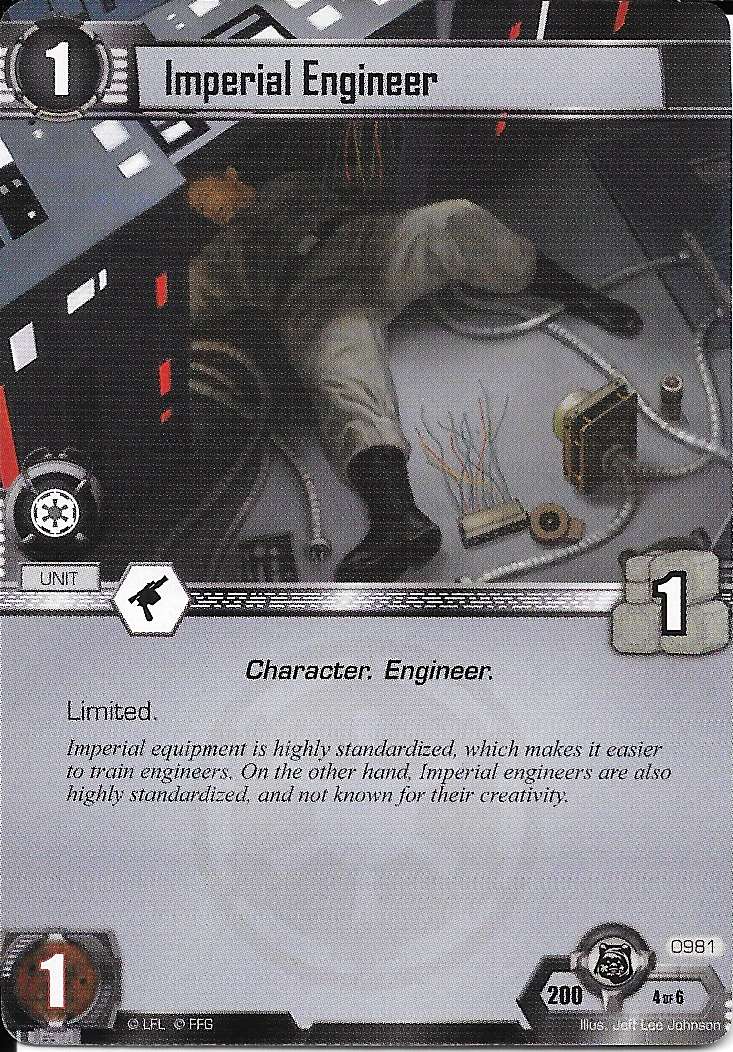 1
Imperial Engineer
UNIT
1
Character. Engineer.
Limited.
Imperial equipment is highly standardized, which makes it easier
to train engineers. On the other hand, Imperial engineers are also
highly standardized, and not known for their creativity.
1
0981
200
4 OF 6
© LFL © FFG
Illus. Jeff Lee Johnson